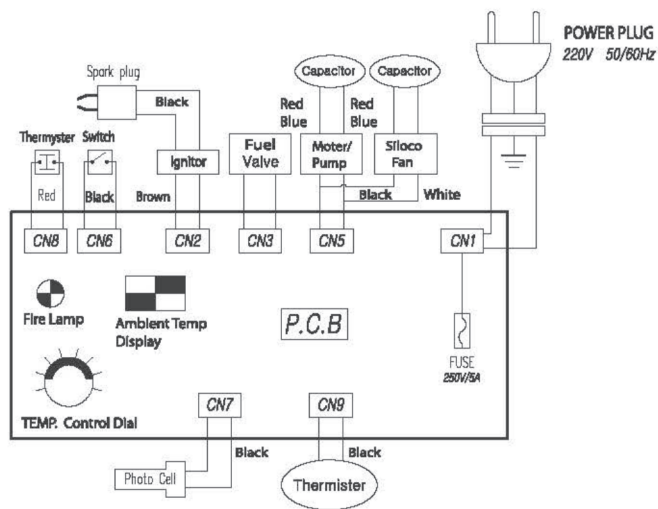 POWER PLUG
220V 50/60Hz
Spark plug
Capacitor
Capacitor
Black
Red
Blue
Red
Blue
Thermyster
Switch
Ignitor
Fuel
Valve
Moter/
Pump
Siloco
Fan
Red
Black
Brown
Black
White
CN8
CN6
CN2
CN3
CN5
CN1
Fire Lamp
Ambient Temp
Display
P.C.B
FUSE
250V/5A
TEMP. Control Dial
CN7
CN9
Black
Black
Photo Cell
Thermister